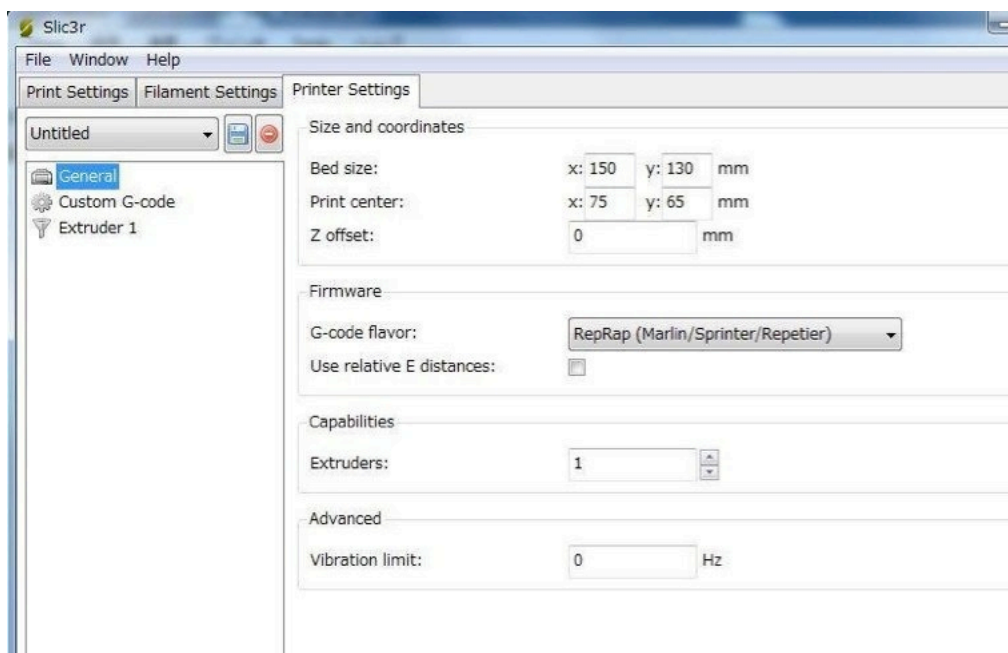 Slic3r
File Window Help
Print Settings Filament Settings Printer Settings
Untitled
General
Custom G-code
Extruder 1
Size and coordinates
Bed size: x: 150 y: 130 mm
Print center: x: 75 y: 65 mm
Z offset: 0 mm
Firmware
G-code flavor: RepRap (Marlin/Sprinter/Repetier)
Use relative E distances:
Capabilities
Extruders: 1
Advanced
Vibration limit: 0 Hz